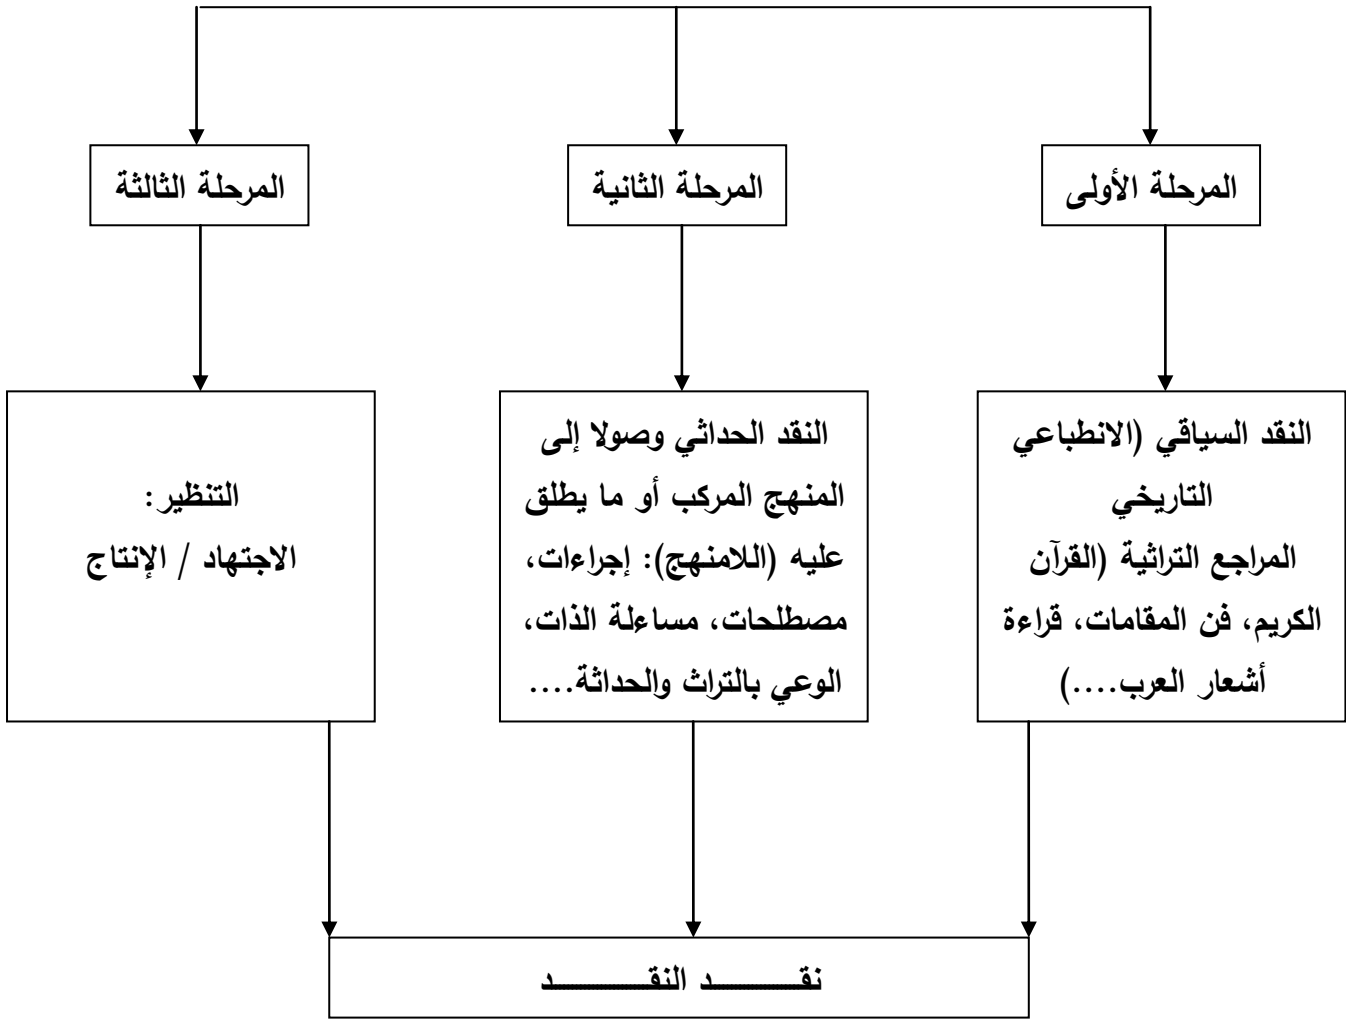 المرحلة الأولى
المرحلة الثانية
المرحلة الثالثة
النقد السياقي (الانطباعي
التاريخي
المراجع التراثية (القرآن
الكريم، فن المقامات، قراءة
أشعار العرب....)
النقد الحداثي وصولا إلى
المنهج المركب أو ما يطلق
عليه (اللامنهج): إجراءات،
مصطلحات، مساءلة الذات،
الوعي بالتراث والحداثة....
التنظير:
الاجتهاد / الإنتاج
نقـــــــد النقـــــــد